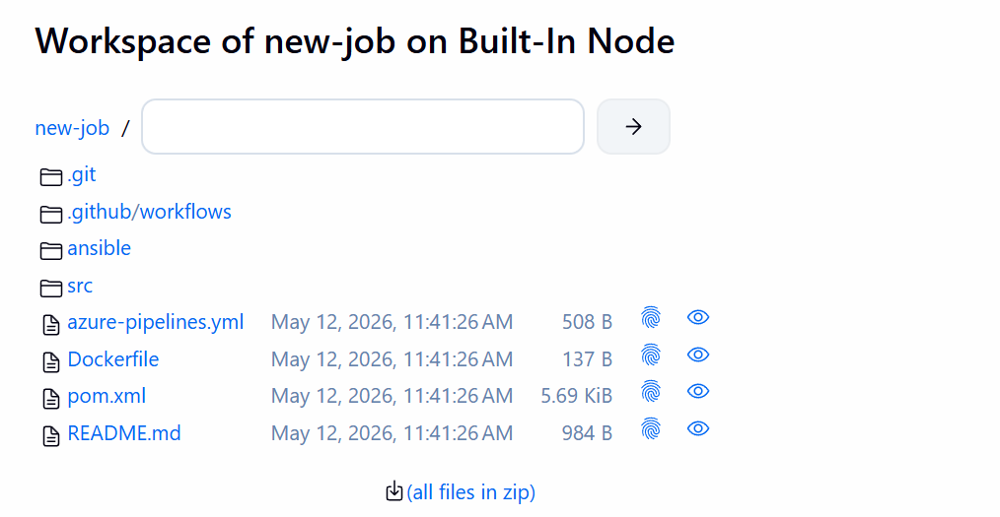 Workspace of new-job on Built-In Node
new-job /
.git
.github/workflows
ansible
src
azure-pipelines.yml May 12, 2026, 11:41:26 AM 508 B
Dockerfile May 12, 2026, 11:41:26 AM 137 B
pom.xml May 12, 2026, 11:41:26 AM 5.69 KiB
README.md May 12, 2026, 11:41:26 AM 984 B
(all files in zip)